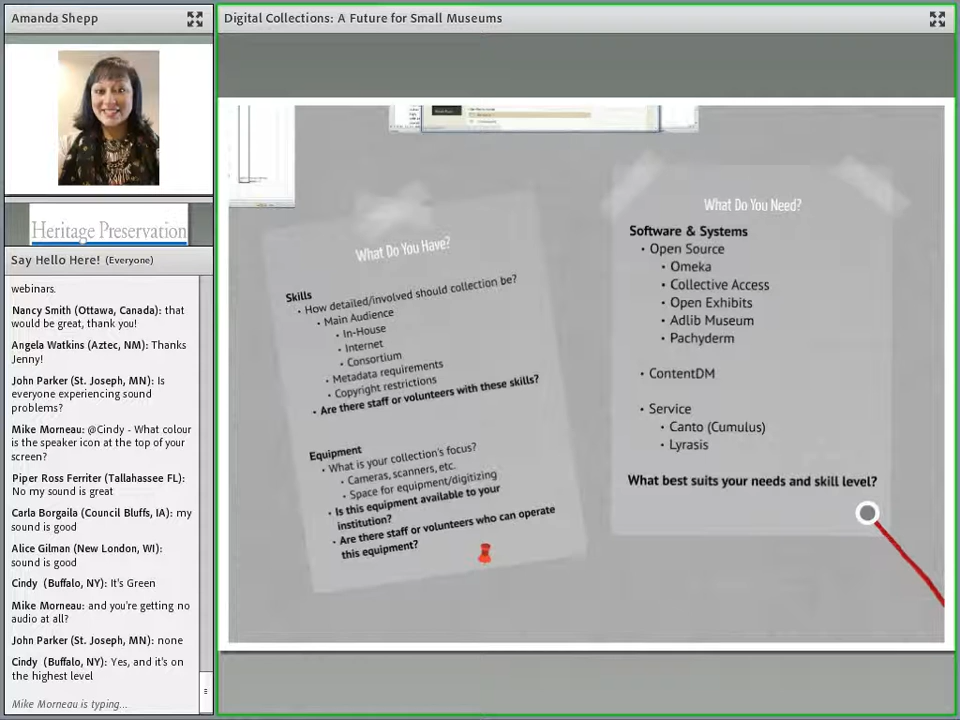 Amanda Shepp
Heritage Preservation
Say Hello Here! (Everyone)
webinars.
Nancy Smith (Ottawa, Canada): that
would be great, thank you!
Angela Watkins (Aztec, NM): Thanks
Jenny!
John Parker (St. Joseph, MN): Is
everyone experiencing sound
problems?
Mike Morneau: @Cindy - What colour
is the speaker icon at the top of your
screen?
Piper Ross Ferriter (Tallahassee FL):
No my sound is great
Carla Borgaila (Council Bluffs, IA): my
sound is good
Alice Gilman (New London, WI):
sound is good
Cindy (Buffalo, NY): It's Green
Mike Morneau: and you're getting no
audio at all?
John Parker (St. Joseph, MN): none
Cindy (Buffalo, NY): Yes, and it's on
the highest level
Mike Morneau is typing...
Digital Collections: A Future for Small Museums
What Do You Have?
Skills
• How detailed/involved should collection be?
• Main Audience
• In-House
• Internet
• Consortium
• Metadata requirements
• Copyright restrictions
• Are there staff or volunteers with these skills?
Equipment
• What is your collection's focus?
• Cameras, scanners, etc.
• Space for equipment/digitizing
• Is this equipment available to your
institution?
• Are there staff or volunteers who can operate
this equipment?
What Do You Need?
Software & Systems
• Open Source
• Omeka
• Collective Access
• Open Exhibits
• Adlib Museum
• Pachyderm
• ContentDM
• Service
• Canto (Cumulus)
• Lyrasis
What best suits your needs and skill level?